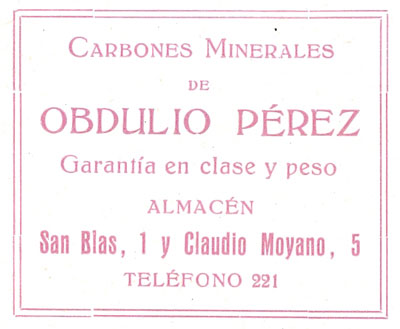 CARBONES MINERALES
DE
OBDULIO PÉREZ
Garantía en clase y peso
ALMACÉN
San Blas, 1 y Claudio Moyano, 5
TELÉFONO 221